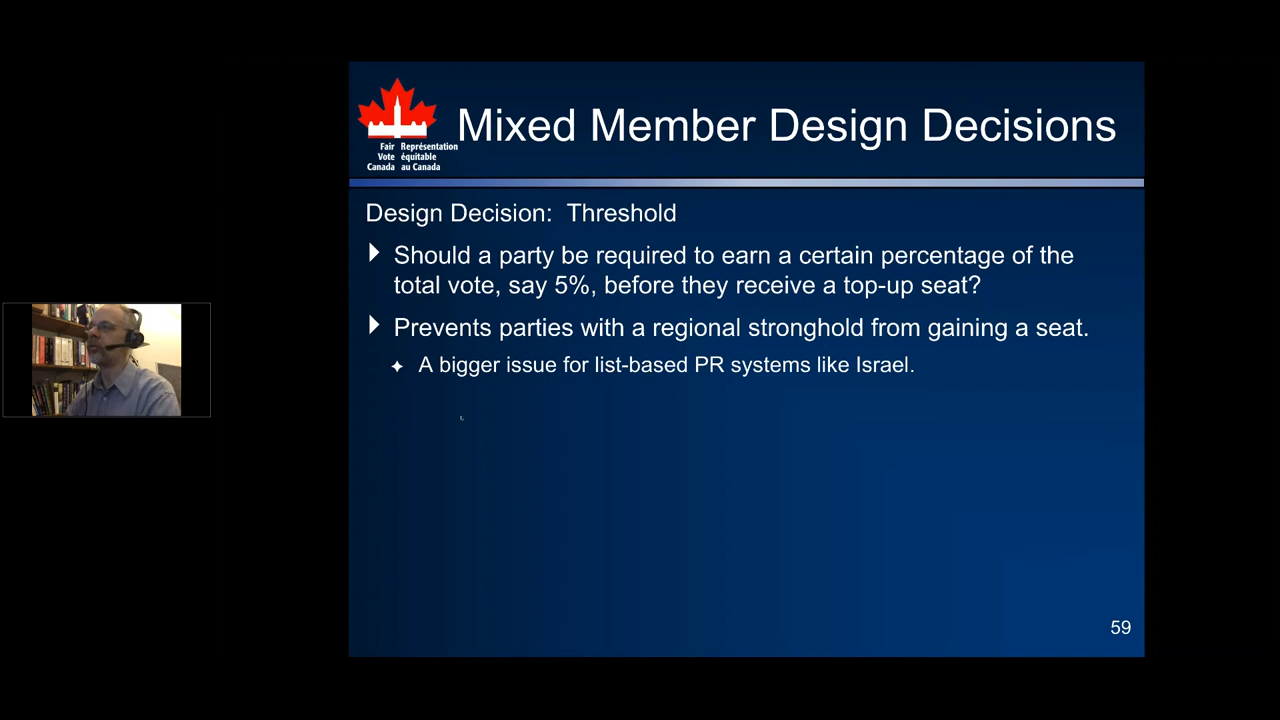 Mixed Member Design Decisions
Fair Représentation
Vote équitable
Canada au Canada
Design Decision: Threshold
Should a party be required to earn a certain percentage of the
total vote, say 5%, before they receive a top-up seat?
Prevents parties with a regional stronghold from gaining a seat.
A bigger issue for list-based PR systems like Israel.
59